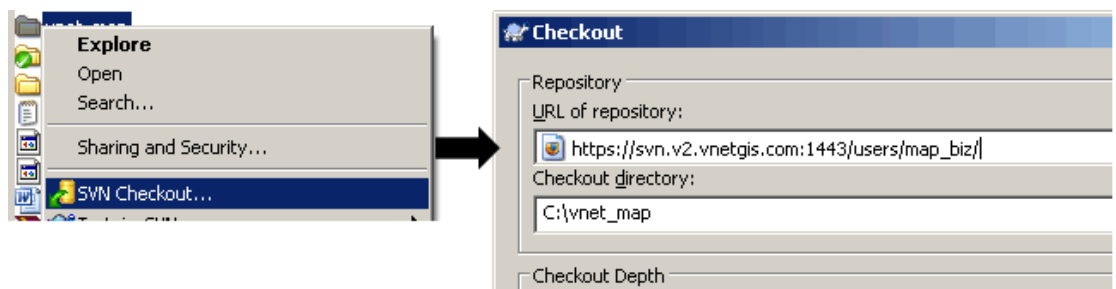 Explore
Open
Search...
Sharing and Security...
SVN Checkout...
Checkout
Repository
URL of repository:
https://svn.v2.vnetgis.com:1443/users/map_biz/
Checkout directory:
C:\vnet_map
Checkout Depth